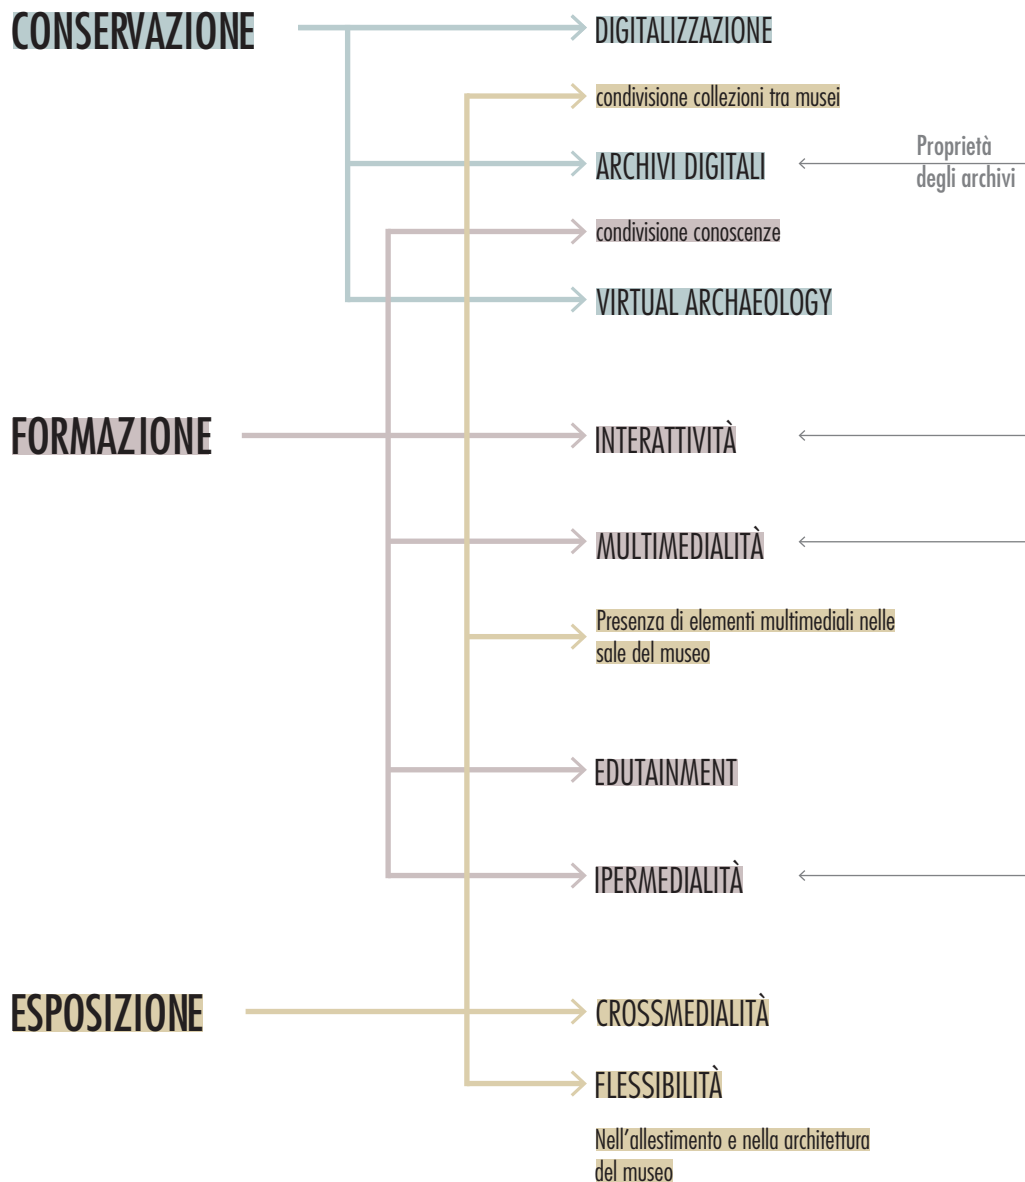 CONSERVAZIONE
DIGITALIZZAZIONE
condivisione collezioni tra musei
ARCHIVI DIGITALI
Proprietà
degli archivi
condivisione conoscenze
VIRTUAL ARCHAEOLOGY
FORMAZIONE
INTERATTIVITÀ
MULTIMEDIALITÀ
Presenza di elementi multimediali nelle
sale del museo
EDUTAINMENT
IPERMEDIALITÀ
ESPOSIZIONE
CROSSMEDIALITÀ
FLESSIBILITÀ
Nell'allestimento e nella architettura
del museo